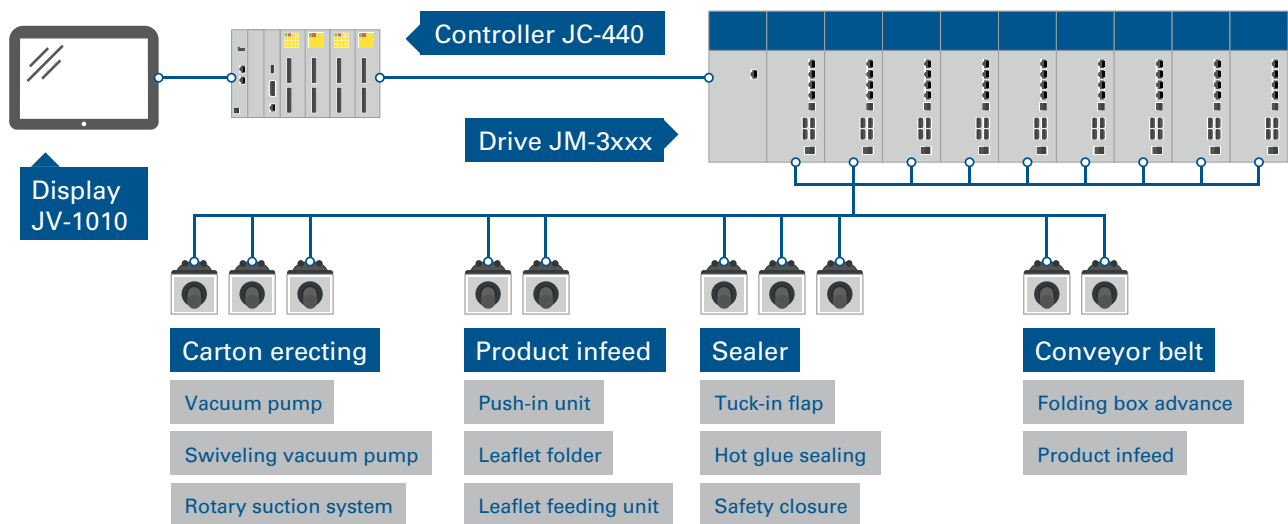 Controller JC-440
Drive JM-3xxx
Display
JV-1010
Carton erecting
Vacuum pump
Swiveling vacuum pump
Rotary suction system
Product infeed
Push-in unit
Leaflet folder
Leaflet feeding unit
Sealer
Tuck-in flap
Hot glue sealing
Safety closure
Conveyor belt
Folding box advance
Product infeed